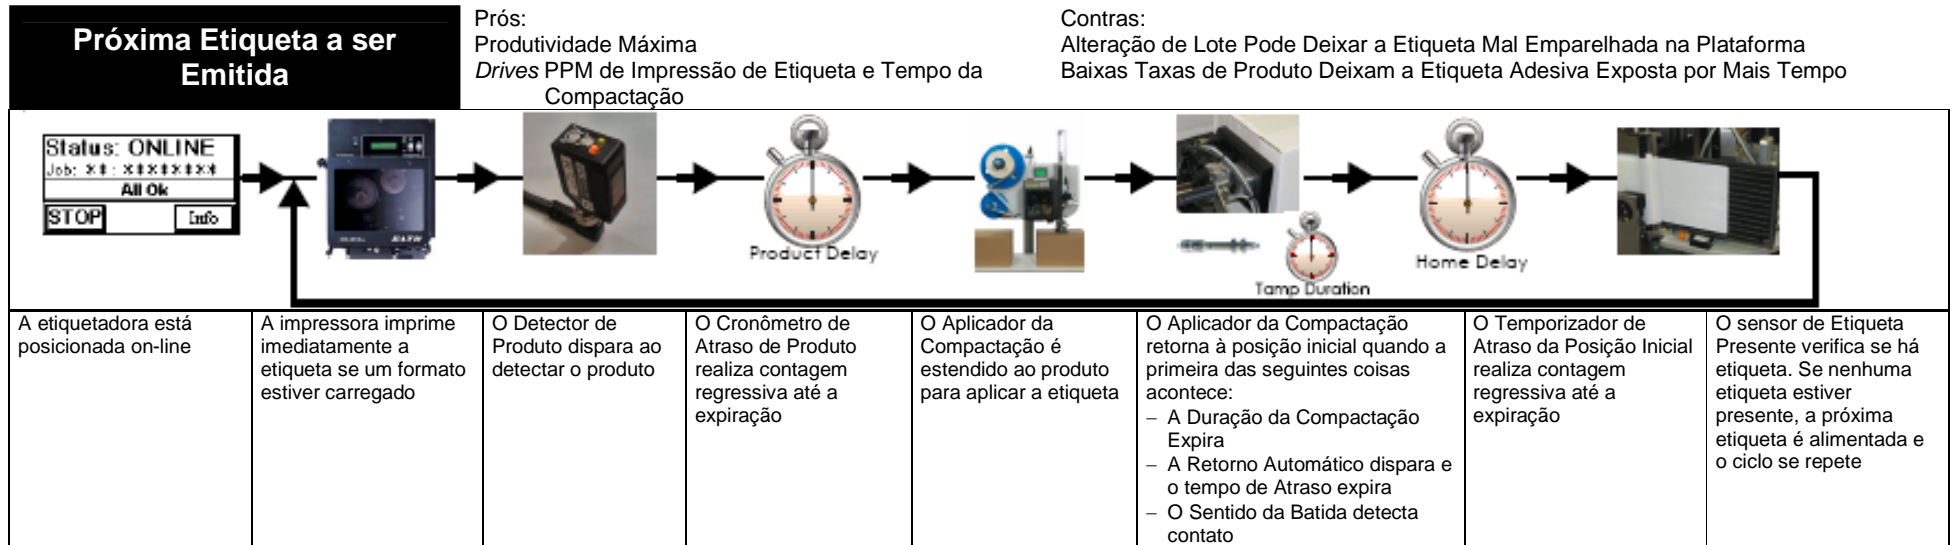 Próxima Etiqueta a ser
Emitida
Prós:
Produtividade Máxima
Drives PPM de Impressão de Etiqueta e Tempo da
Compactação
Contras:
Alteração de Lote Pode Deixar a Etiqueta Mal Emparelhada na Plataforma
Baixas Taxas de Produto Deixam a Etiqueta Adesiva Exposta por Mais Tempo
Status: ONLINE
Job: **: ********
All Ok
STOP
Info
Product Delay
Tamp Duration
Home Delay
A etiquetadora está
posicionada on-line
A impressora imprime
imediatamente a
etiqueta se um formato
estiver carregado
O Detector de
Produto dispara ao
detectar o produto
O Cronômetro de
Atraso de Produto
realiza contagem
regressiva até a
expiração
O Aplicador da
Compactação é
estendido ao produto
para aplicar a etiqueta
O Aplicador da Compactação
retorna à posição inicial quando a
primeira das seguintes coisas
acontece:
– A Duração da Compactação
Expira
– A Retorno Automático dispara e
o tempo de Atraso expira
– O Sentido da Batida detecta
contato
O Temporizador de
Atraso da Posição Inicial
realiza contagem
regressiva até a
expiração
O sensor de Etiqueta
Presente verifica se há
etiqueta. Se nenhuma
etiqueta estiver
presente, a próxima
etiqueta é alimentada e
o ciclo se repete